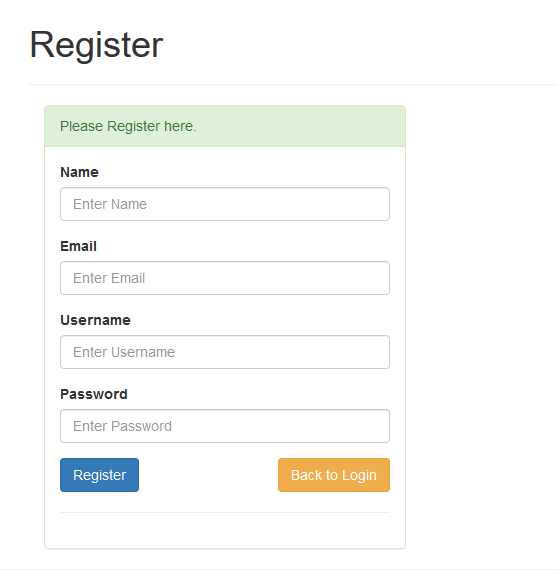 Register
Please Register here.
Name
Enter Name
Email
Enter Email
Username
Enter Username
Password
Enter Password
Register Back to Login